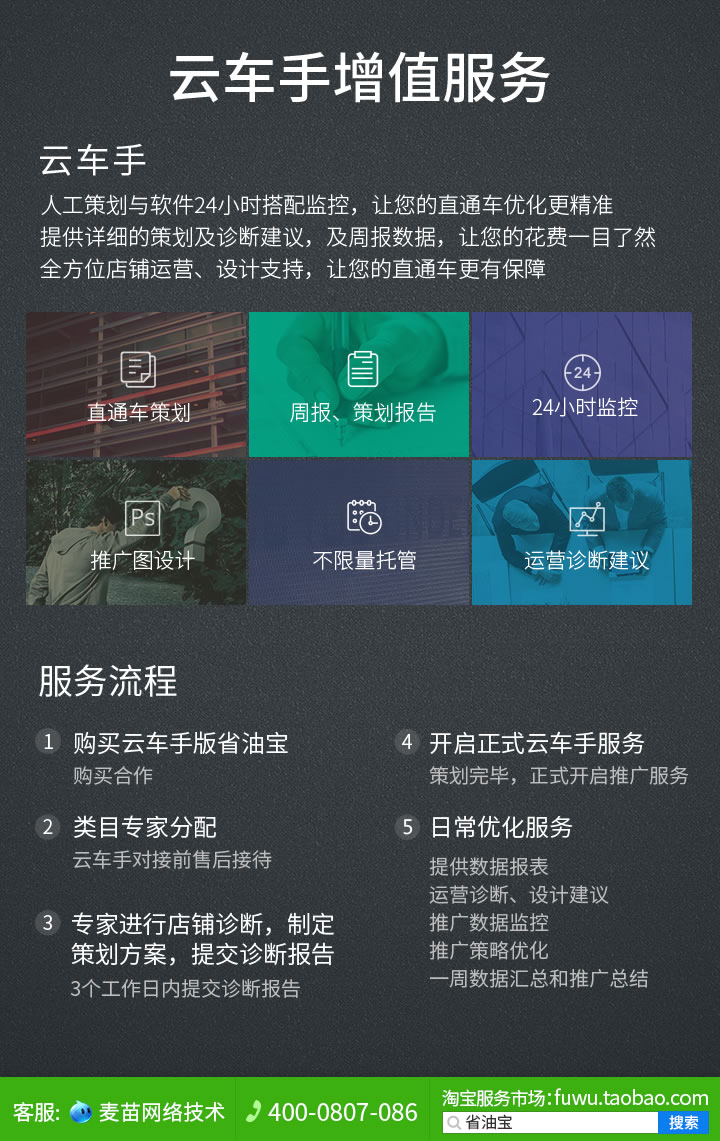 云车手增值服务
云车手
人工策划与软件24小时搭配监控，让您的直通车优化更精准
提供详细的策划及诊断建议，及周报数据，让您的花费一目了然
全方位店铺运营、设计支持，让您的直通车更有保障
直通车策划
周报、策划报告
24
24小时监控
Ps
推广图设计
不限量托管
运营诊断建议
服务流程
1 购买云车手版省油宝
购买合作
2 类目专家分配
云车手对接前售后接待
3 专家进行店铺诊断，制定
策划方案，提交诊断报告
3个工作日内提交诊断报告
4 开启正式云车手服务
策划完毕，正式开启推广服务
5 日常优化服务
提供数据报表
运营诊断、设计建议
推广数据监控
推广策略优化
一周数据汇总和推广总结
客服: 麦苗网络技术
400-0807-086
淘宝服务市场:fuwu.taobao.com
省油宝 搜索